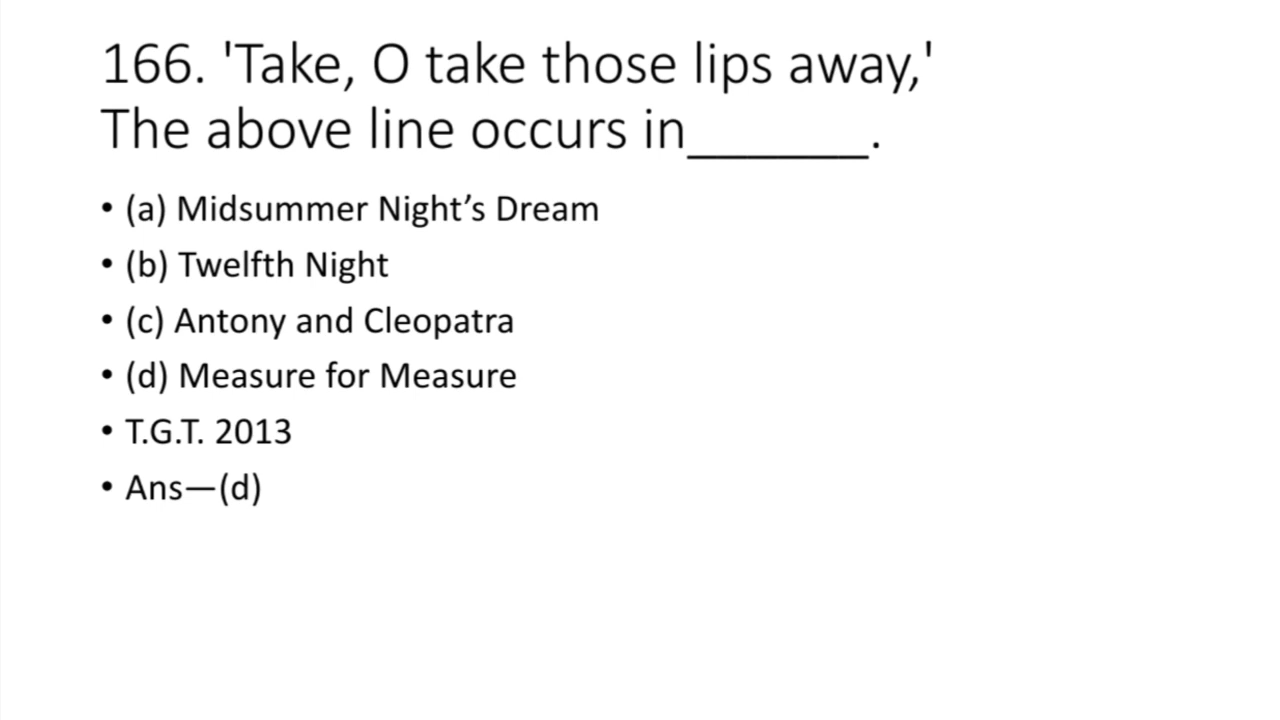 166. 'Take, O take those lips away,'
The above line occurs in______.
• (a) Midsummer Night’s Dream
• (b) Twelfth Night
• (c) Antony and Cleopatra
• (d) Measure for Measure
• T.G.T. 2013
• Ans—(d)